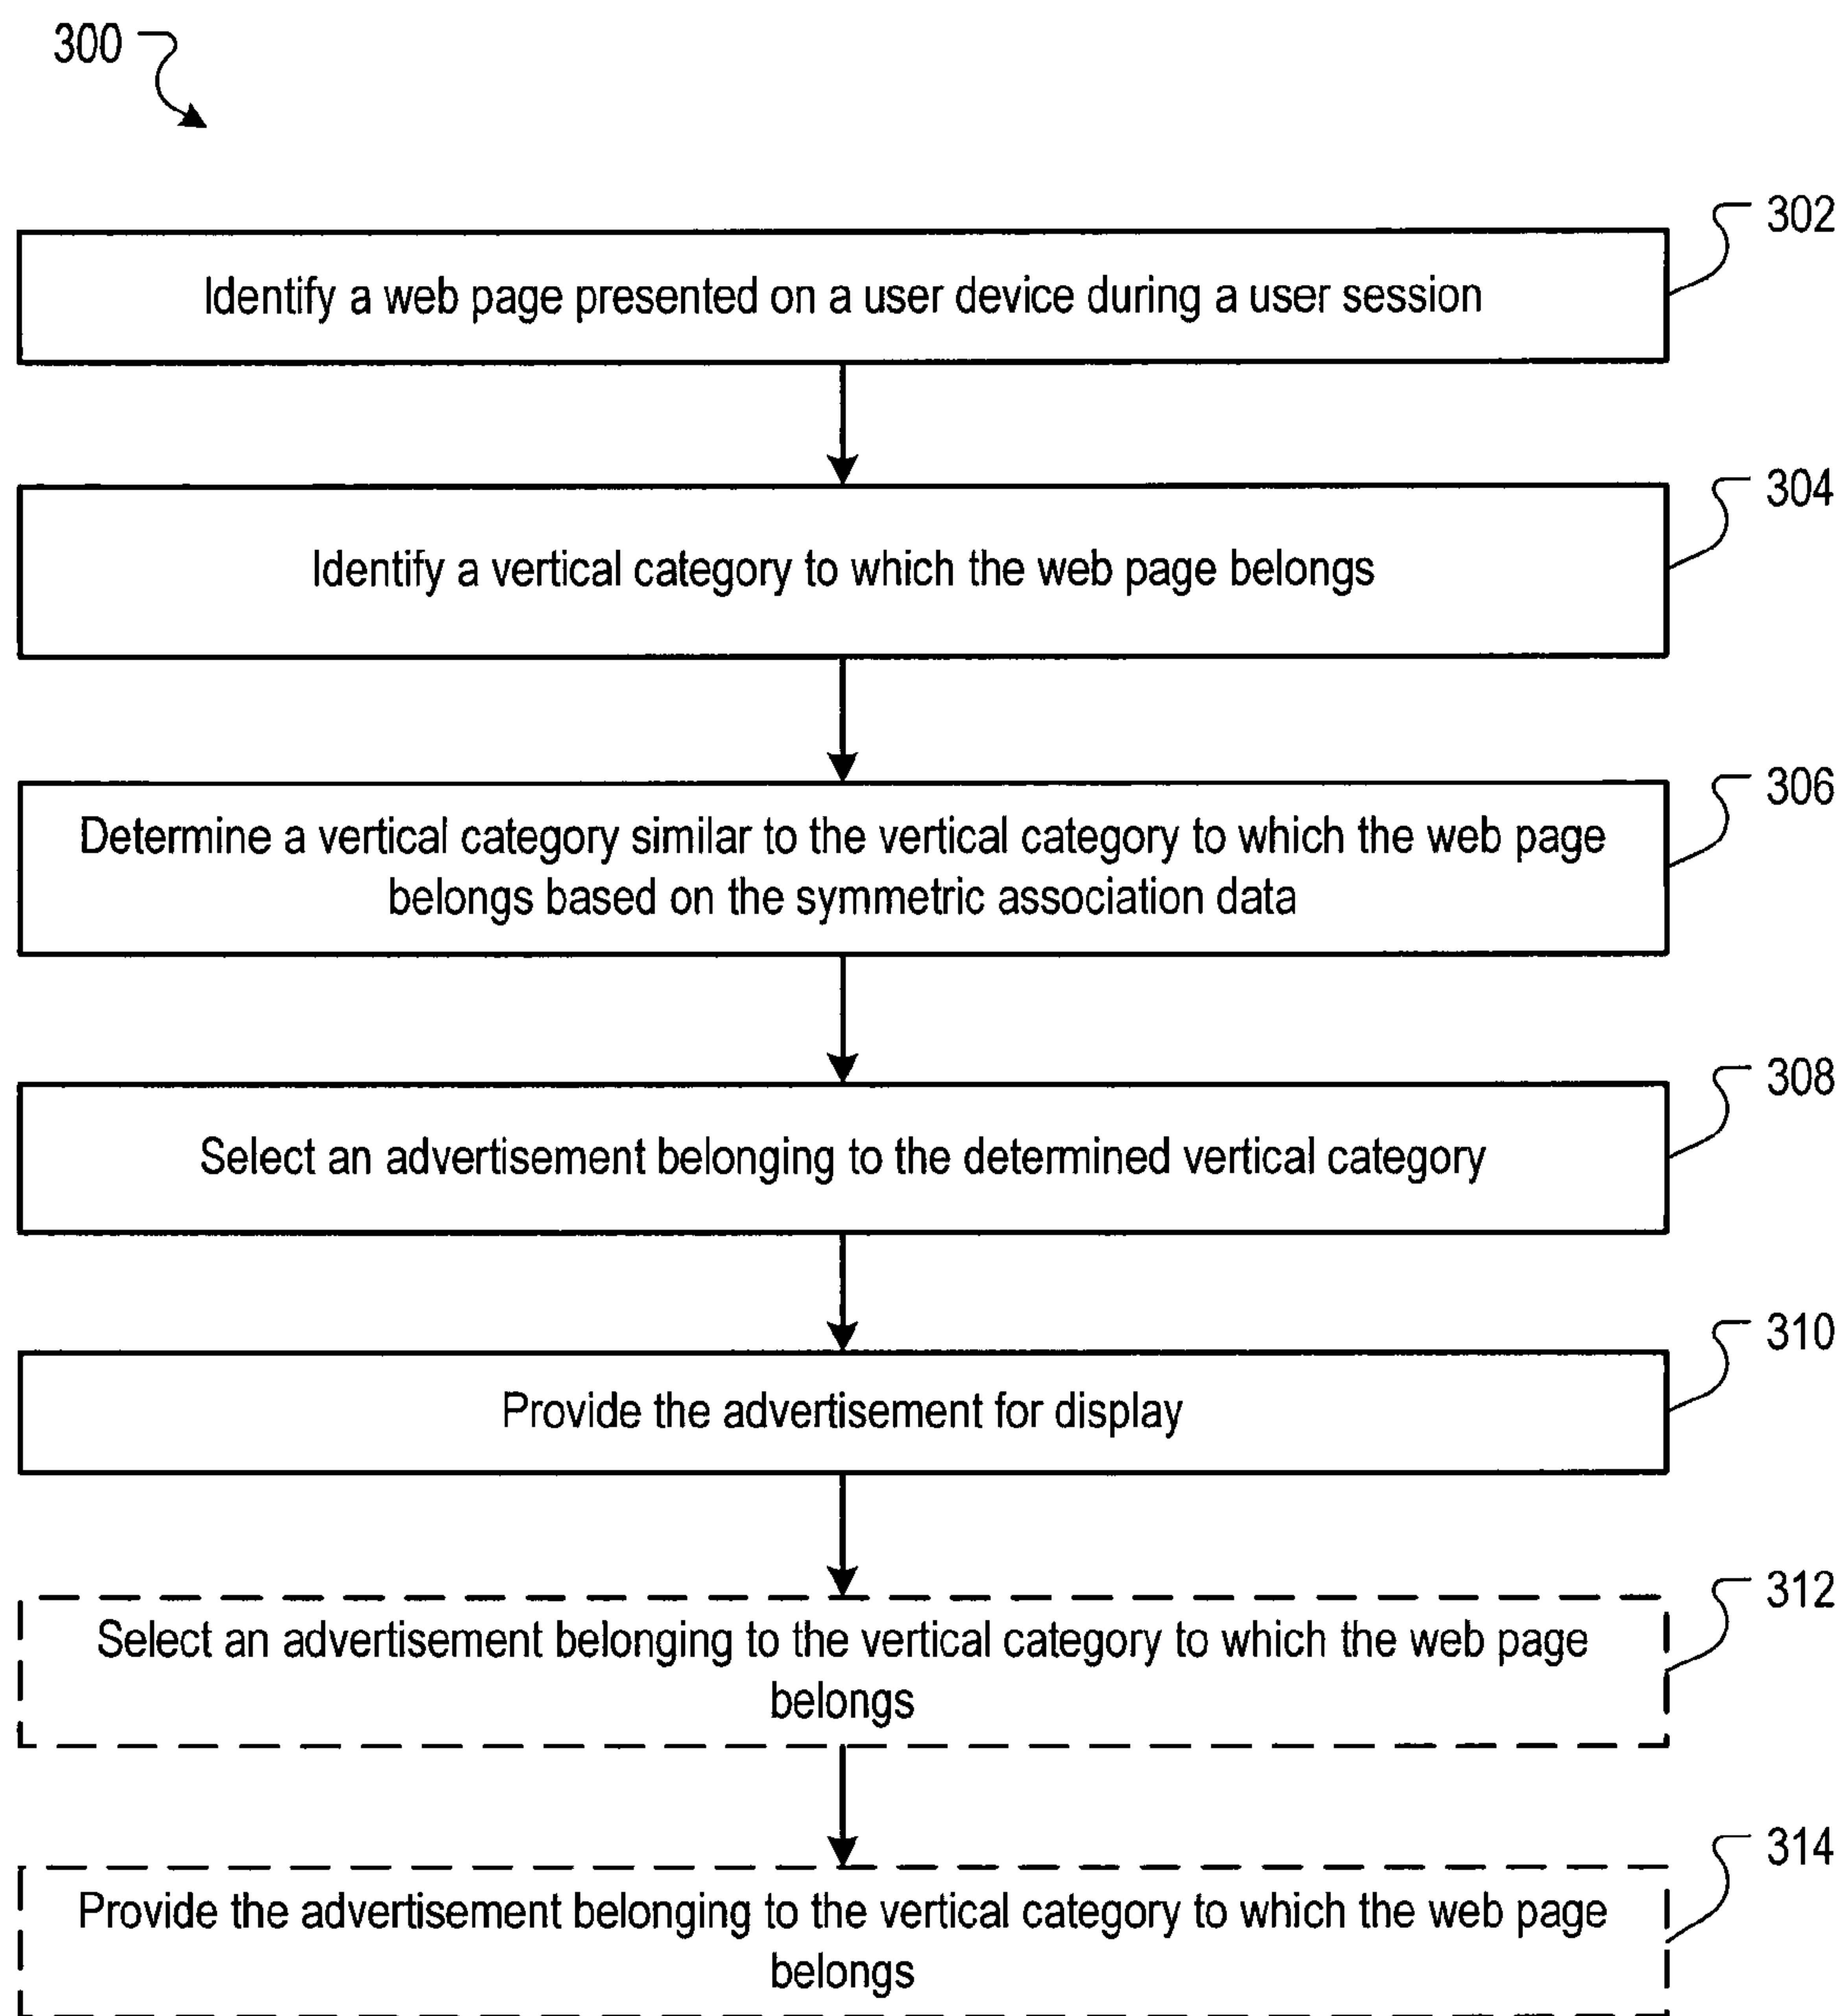 300
302
Identify a web page presented on a user device during a user session
304
Identify a vertical category to which the web page belongs
306
Determine a vertical category similar to the vertical category to which the web page
belongs based on the symmetric association data
308
Select an advertisement belonging to the determined vertical category
310
Provide the advertisement for display
312
Select an advertisement belonging to the vertical category to which the web page
belongs
314
Provide the advertisement belonging to the vertical category to which the web page
belongs